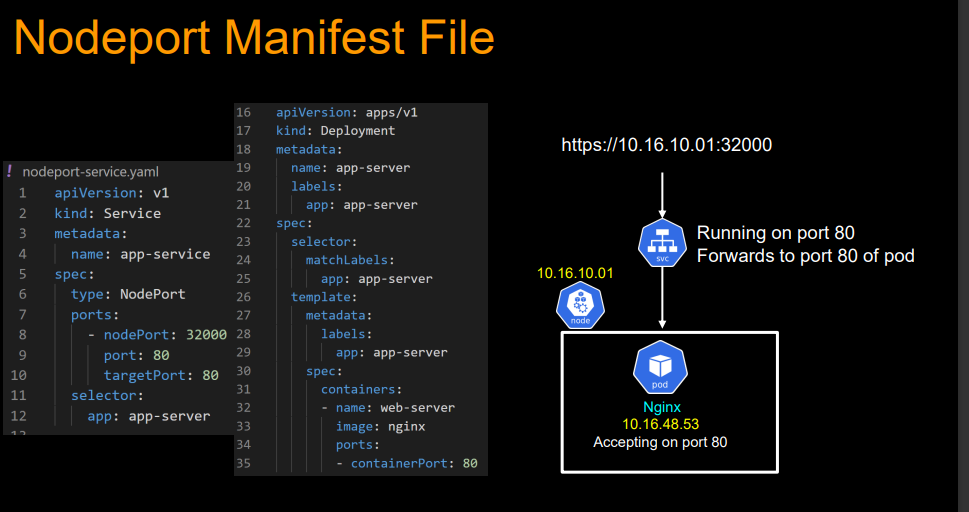 Nodeport Manifest File
! nodeport-service.yaml
1 apiVersion: v1
2 kind: Service
3 metadata:
4 name: app-service
5 spec:
6 type: NodePort
7 ports:
8 - nodePort: 32000
9 port: 80
10 targetPort: 80
11 selector:
12 app: app-server
16 apiVersion: apps/v1
17 kind: Deployment
18 metadata:
19 name: app-server
20 labels:
21 app: app-server
22 spec:
23 selector:
24 matchLabels:
25 app: app-server
26 template:
27 metadata:
28 labels:
29 app: app-server
30 spec:
31 containers:
32 - name: web-server
33 image: nginx
34 ports:
35 - containerPort: 80
https://10.16.10.01:32000
svc
Running on port 80
Forwards to port 80 of pod
10.16.10.01
node
pod
Nginx
10.16.48.53
Accepting on port 80